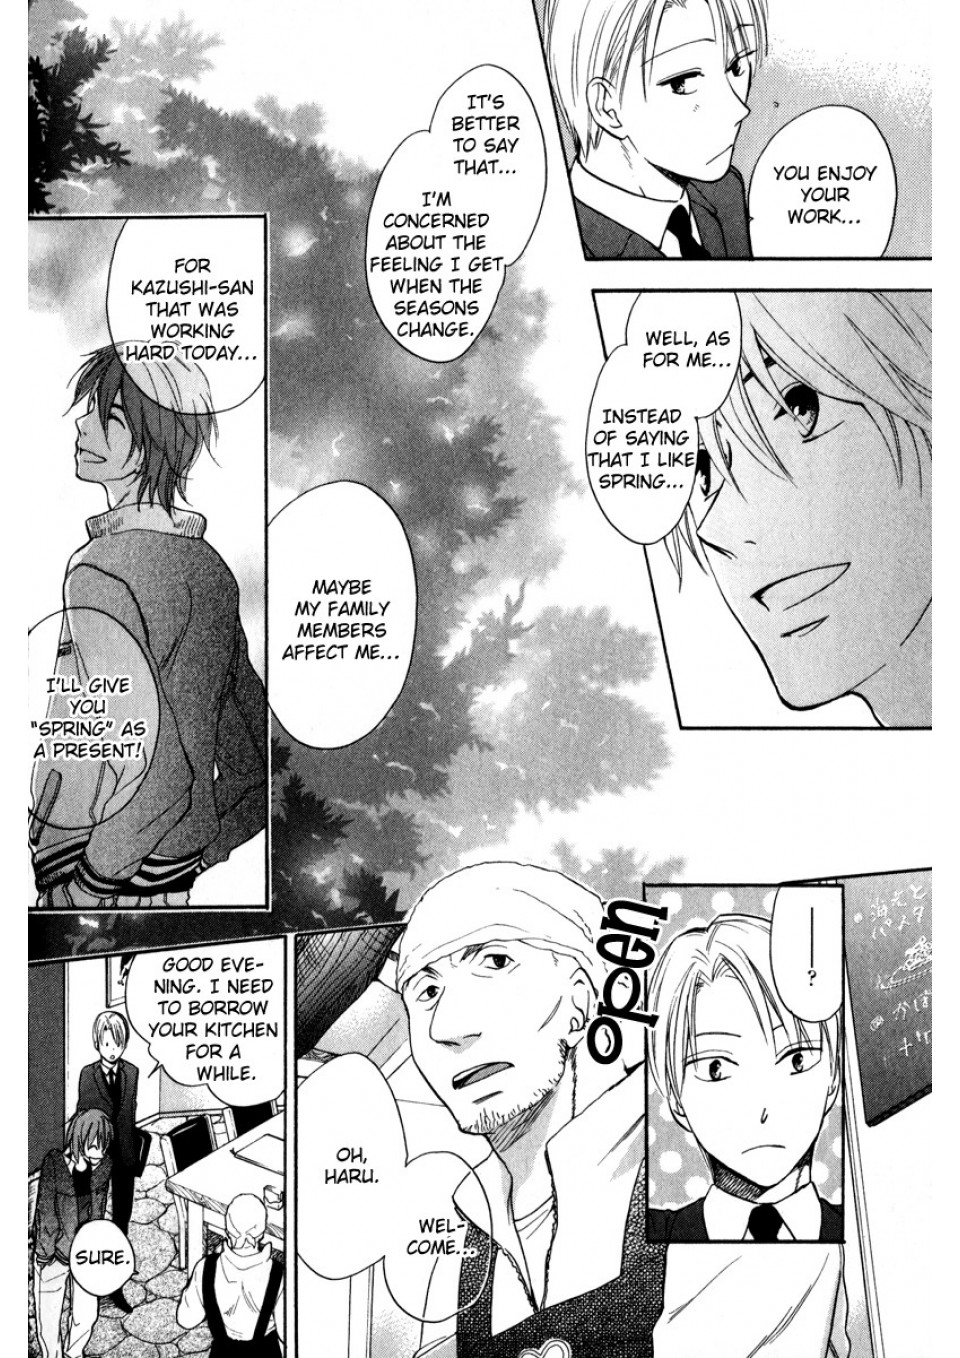 YOU ENJOY
YOUR
WORK...
WELL, AS
FOR ME...
INSTEAD
OF SAYING
THAT I LIKE
SPRING...
IT'S
BETTER
TO SAY
THAT...
I'M
CONCERNED
ABOUT THE
FEELING I GET
WHEN THE
SEASONS
CHANGE.
MAYBE
MY FAMILY
MEMBERS
AFFECT ME...
FOR
KAZUSHI-SAN
THAT WAS
WORKING
HARD TODAY...
I'LL GIVE
YOU
"SPRING" AS
A PRESENT!
?
open
OH,
HARU.
WEL-
COME...
GOOD EVE-
NING. I NEED
TO BORROW
YOUR KITCHEN
FOR A
WHILE.
SURE.